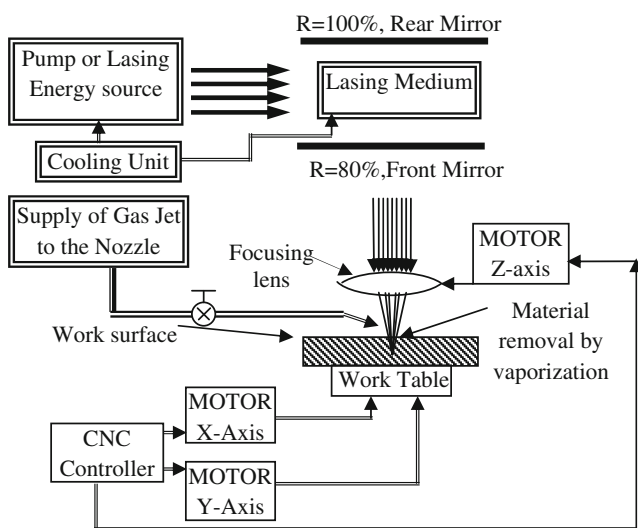 R=100%, Rear Mirror
Pump or Lasing
Energy source
Lasing Medium
Cooling Unit
R=80%,Front Mirror
Supply of Gas Jet
to the Nozzle
Focusing
lens
MOTOR
Z-axis
Work surface
Material
removal by
vaporization
Work Table
MOTOR
X-Axis
CNC
Controller
MOTOR
Y-Axis